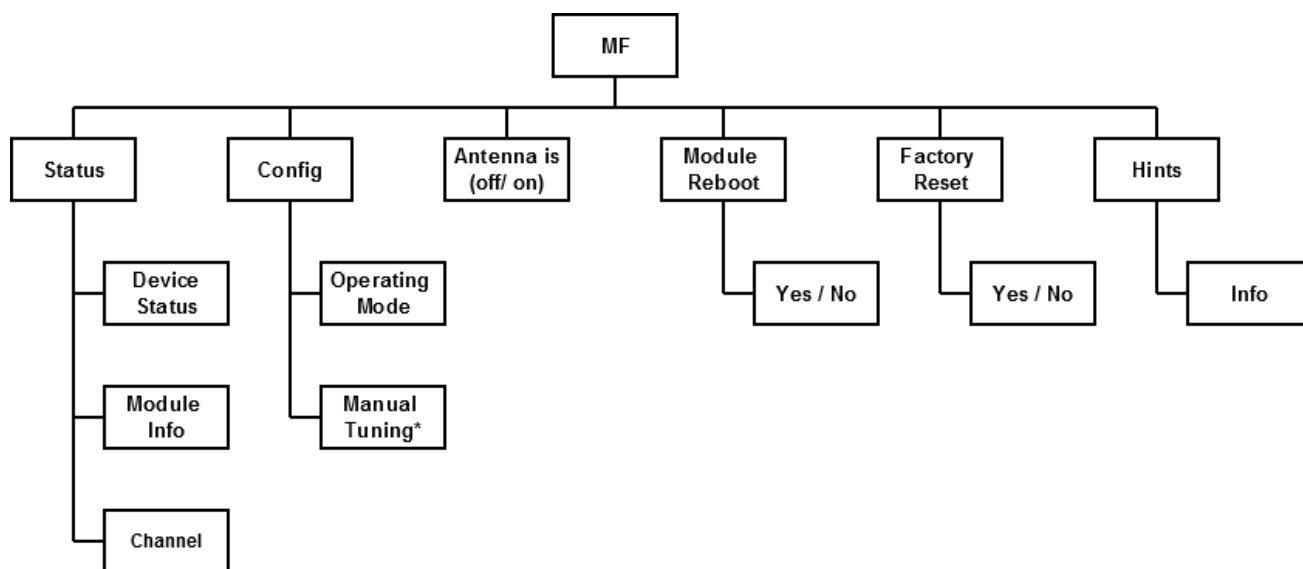 MF
Status
Config
Antenna is
(off/ on)
Module
Reboot
Factory
Reset
Hints
Device
Status
Operating
Mode
Yes / No
Yes / No
Info
Module
Info
Manual
Tuning*
Channel